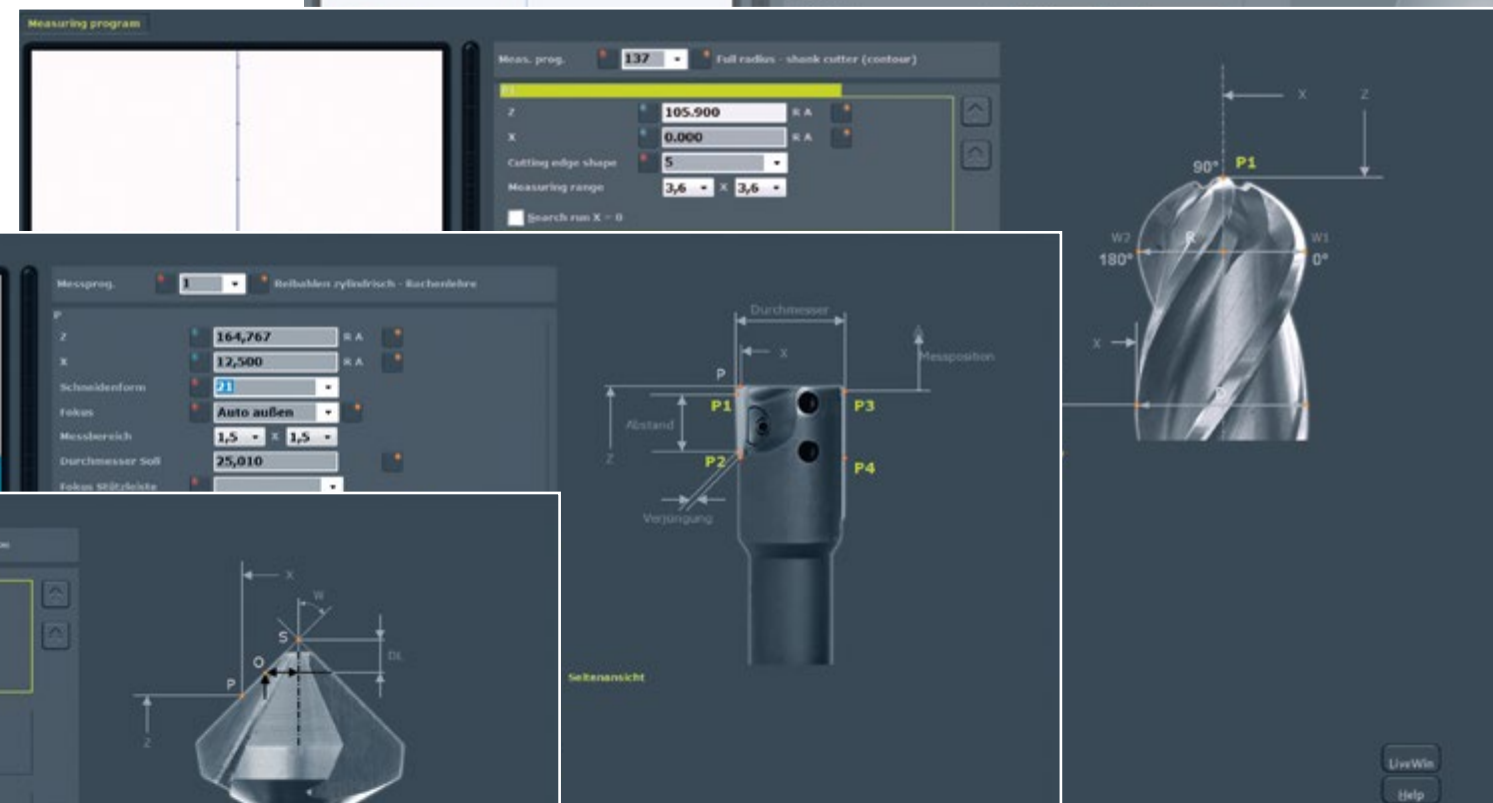 Measuring program
Meas. prog. 137 Full radius - shank cutter (contour)
P1
Z 105.900 R A
X 0.000 R A
Cutting edge shape 5
Measuring range 3,6 x 3,6
Search run X = 0
X Z
90° P1
W2 R W1
180° 0°
X
D
Messprog. 1 Reibahlen zylindrisch - Rachenlehre
P
Z 164,767 R A
X 12,500 R A
Schneidenform 21
Fokus Auto außen
Messbereich 1,5 x 1,5
Durchmesser Soll 25,010
Fokus Stützleiste
Durchmesser
X
Messposition
P
P1 P3
Abstand
Z
P2 P4
Verjüngung
Seitenansicht
X
W
S
DL
O
P
Z
LiveWin
Help